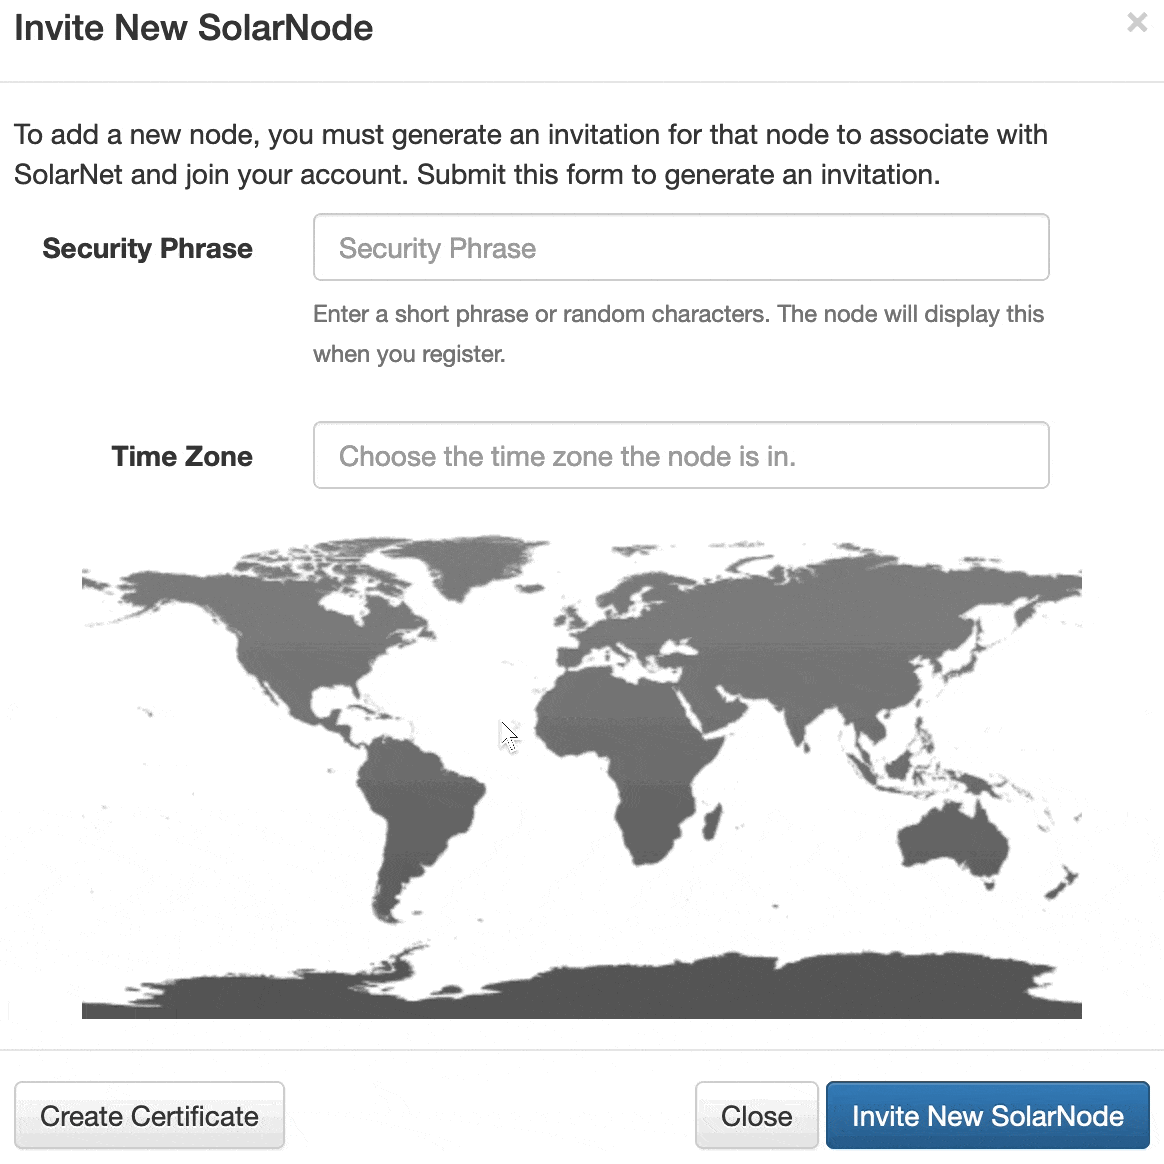 Invite New SolarNode
×
To add a new node, you must generate an invitation for that node to associate with
SolarNet and join your account. Submit this form to generate an invitation.
Security Phrase
Security Phrase
Enter a short phrase or random characters. The node will display this
when you register.
Time Zone
Choose the time zone the node is in.
Create Certificate
Close
Invite New SolarNode